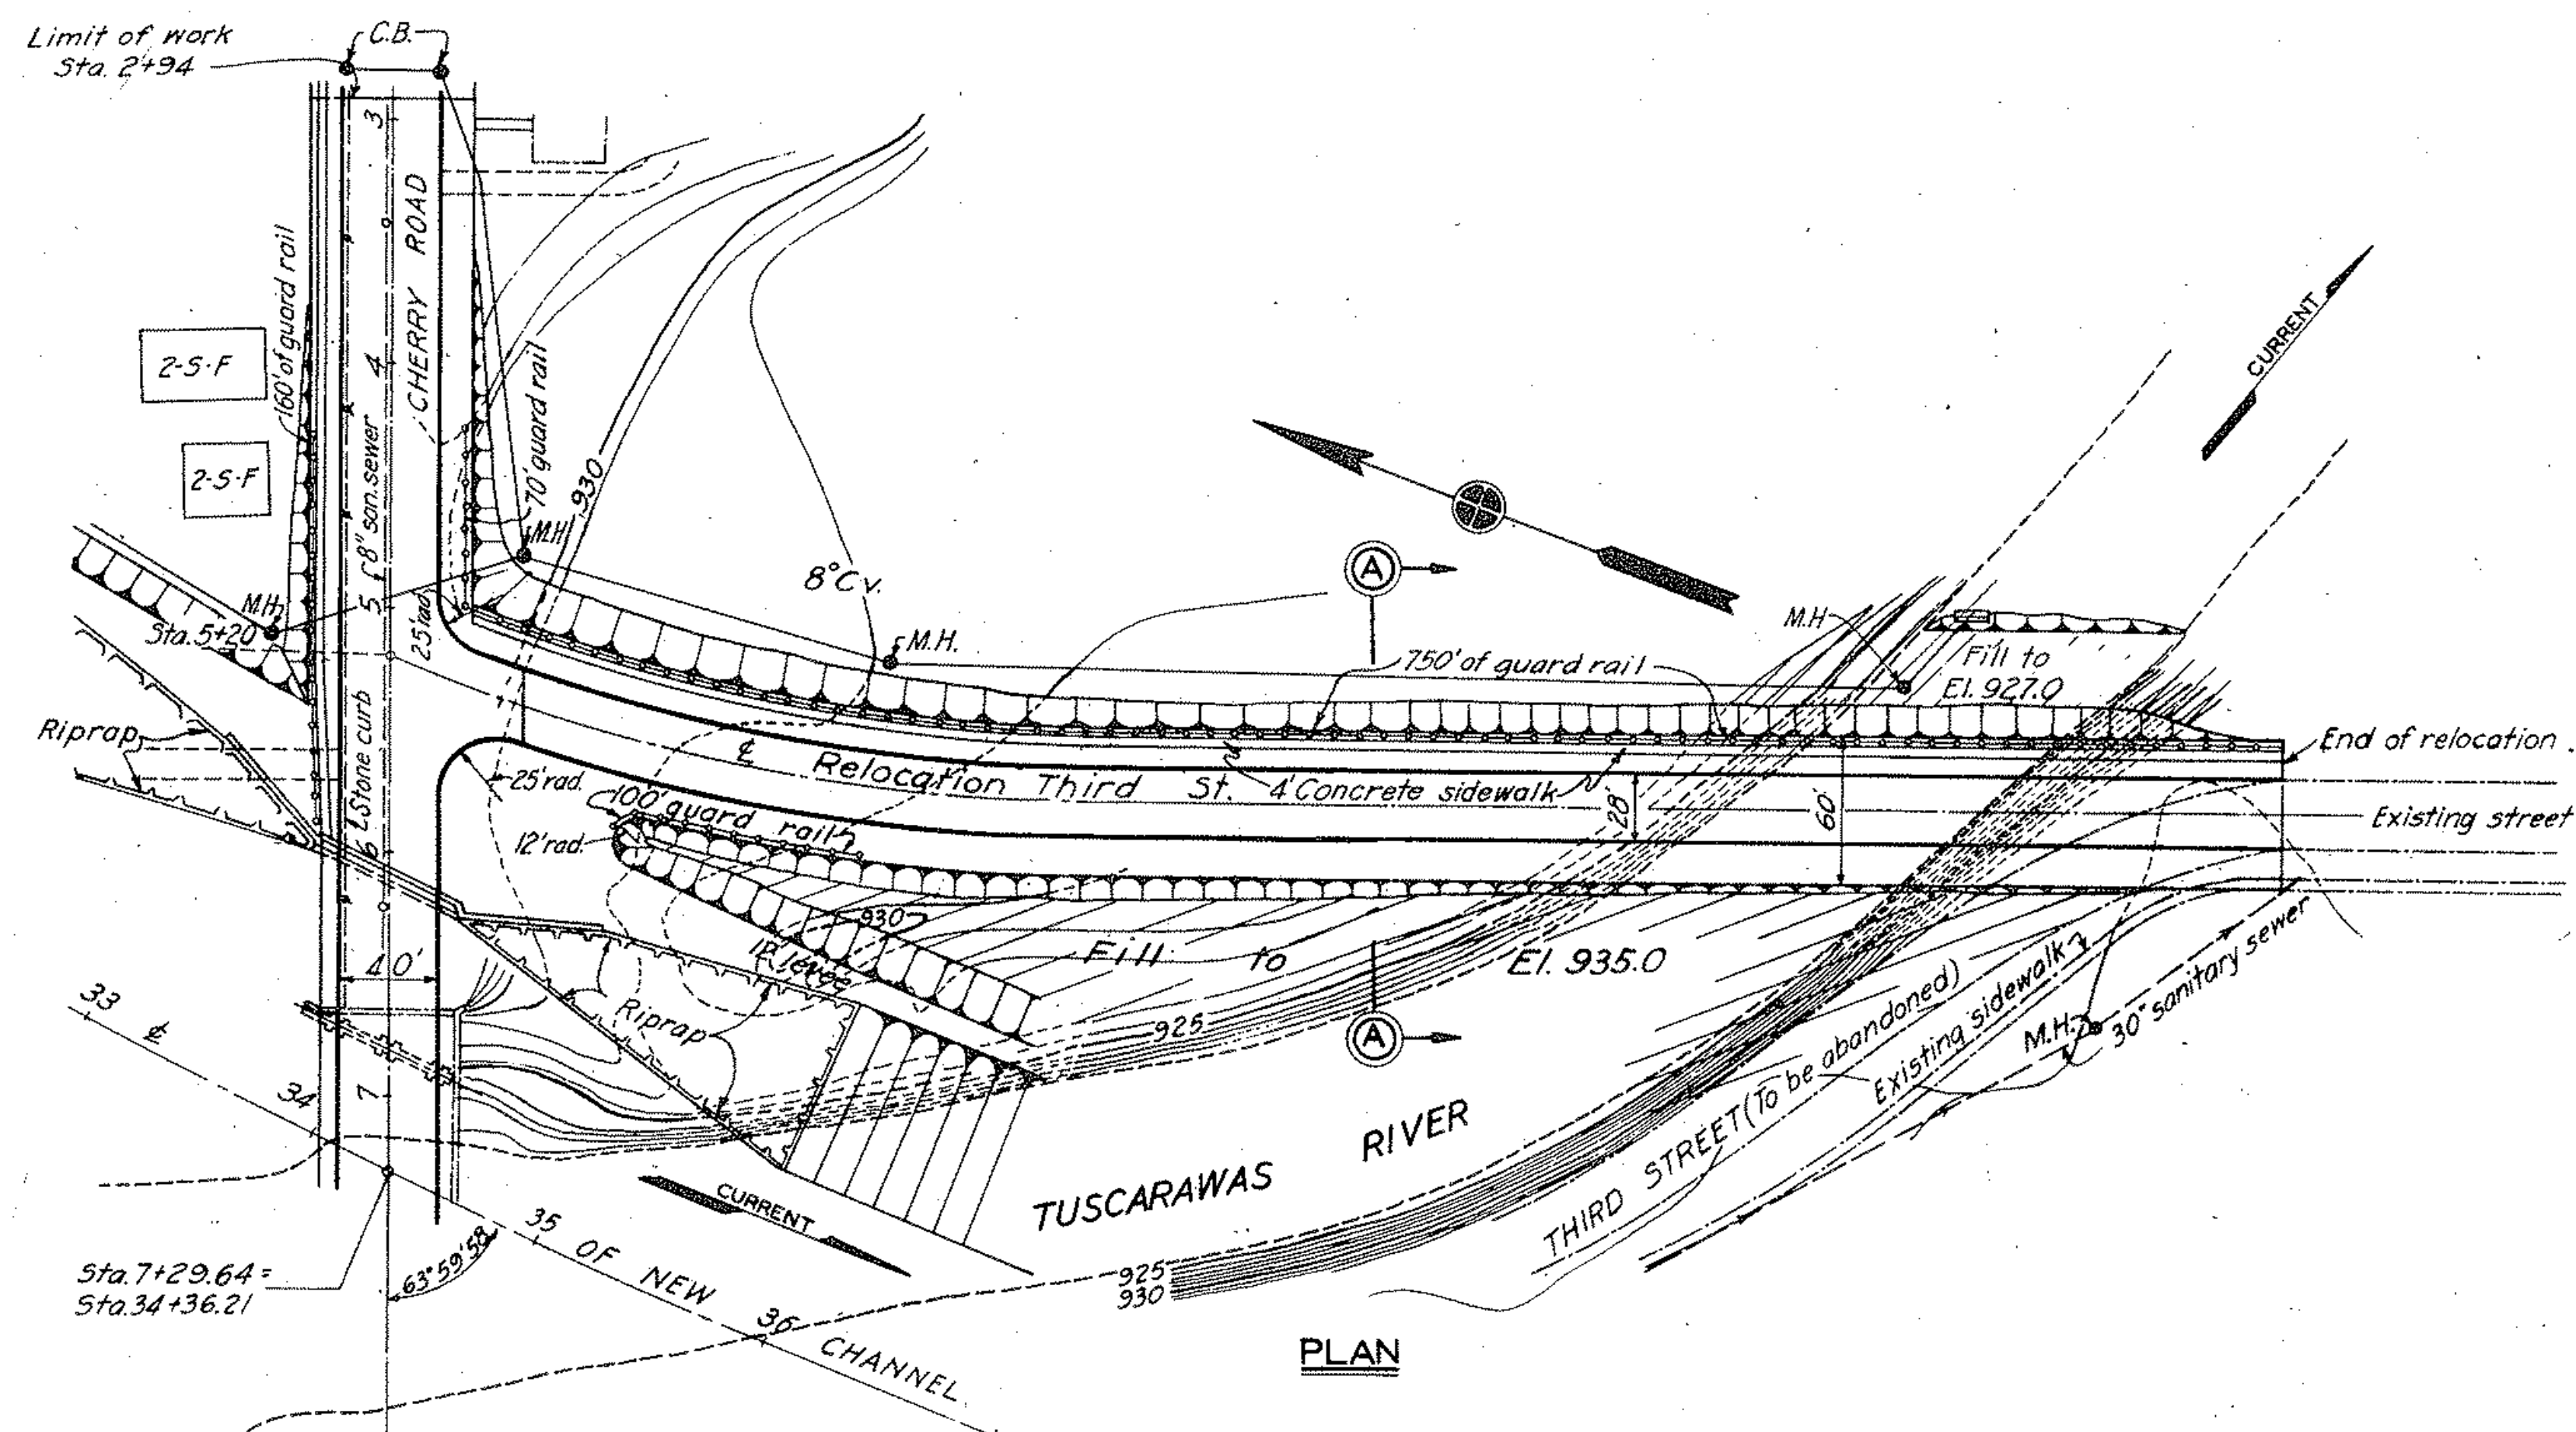 Limit of work
Sta. 2+94
C.B.
3
CHERRY ROAD
160' of guard rail
2-S-F
2-S-F
4
8" san. sewer
70' guard rail
930
M.H.
5
25' rad.
M.H.
Sta. 5+20
8° Cv.
M.H.
A
750' of guard rail
M.H.
Fill to
El. 927.0
CURRENT
End of relocation
Existing street
Riprap
Stone curb
6
℄ Relocation Third St.
4' Concrete sidewalk
28'
60'
25' rad.
100' guard rail
12' rad.
930
12' levee
Fill to El. 935.0
40'
Riprap
925
A
33
℄
34
7
35
OF NEW
36
CHANNEL
CURRENT
TUSCARAWAS RIVER
THIRD STREET (To be abandoned)
Existing sidewalk
M.H.
30" sanitary sewer
Sta. 7+29.64 =
Sta. 34+36.21
63°59'58"
925
930
PLAN